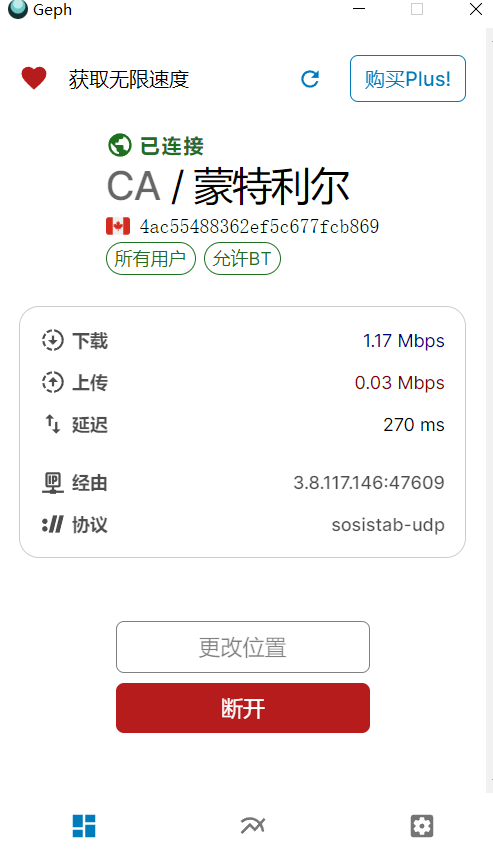 Geph
获取无限速度
购买Plus!
已连接
CA / 蒙特利尔
4ac55488362ef5c677fcb869
所有用户 允许BT
下载 1.17 Mbps
上传 0.03 Mbps
延迟 270 ms
IP 经由 3.8.117.146:47609
协议 sosistab-udp
更改位置
断开